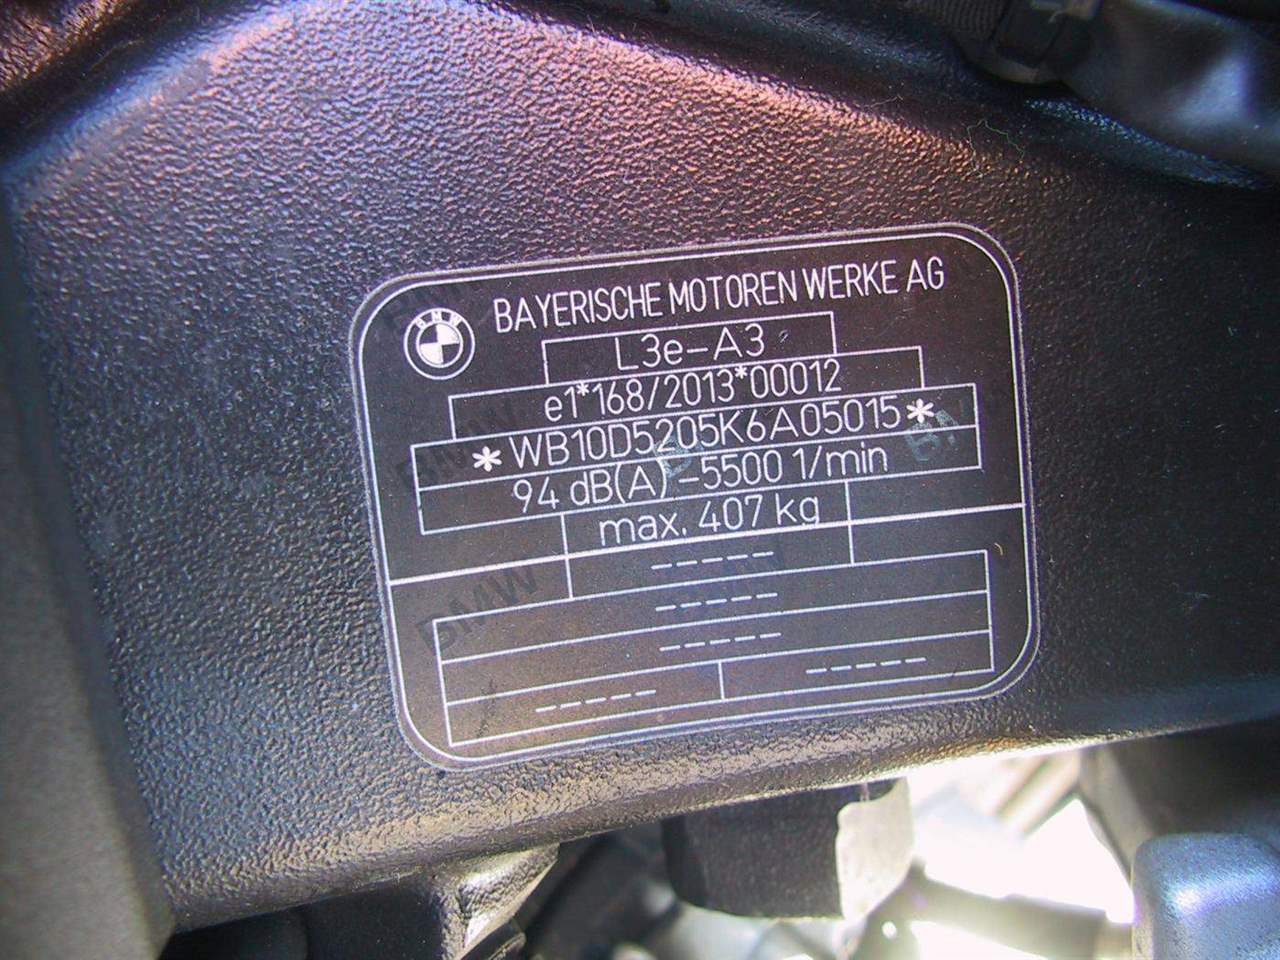 BMW
BAYERISCHE MOTOREN WERKE AG
L3e-A3
e1*168/2013*00012
*WB10D5205K6A05015*
94 dB(A) -5500 1/min
max. 407 kg
-----
-----
-----
----- -----